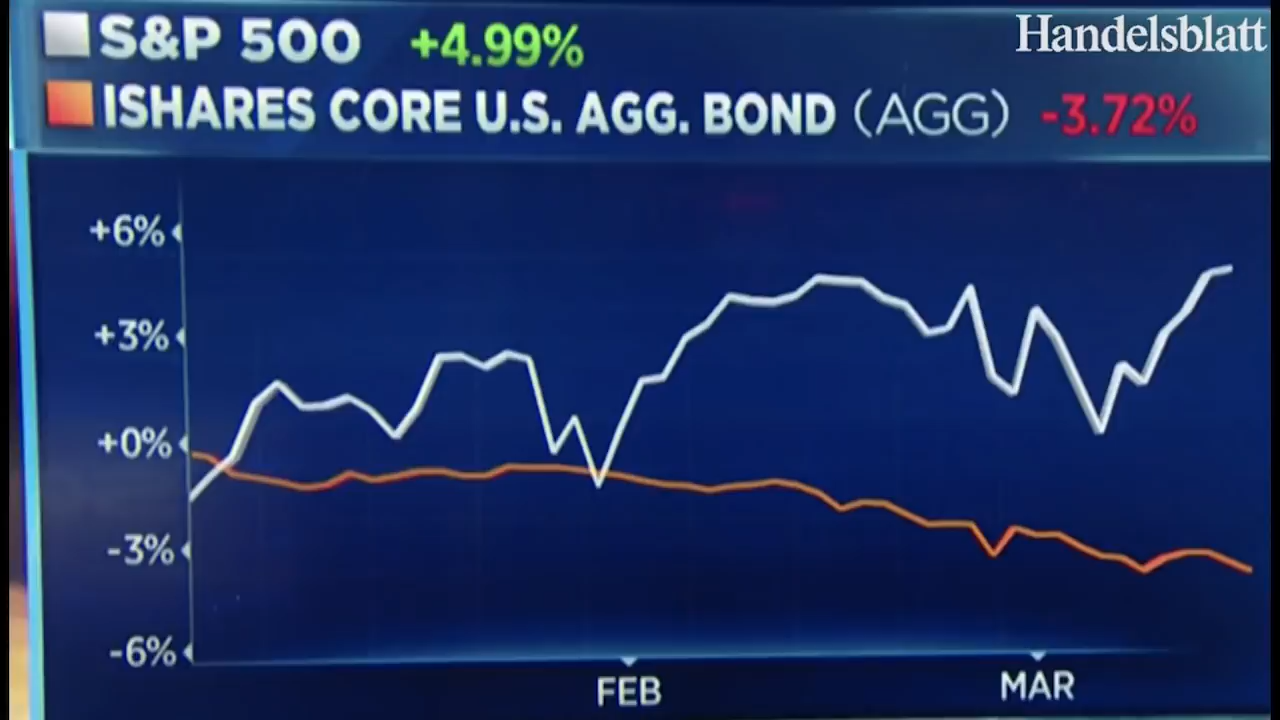 Handelsblatt
S&P 500 +4.99%
ISHARES CORE U.S. AGG. BOND (AGG) -3.72%
+6%
+3%
+0%
-3%
-6%
FEB MAR